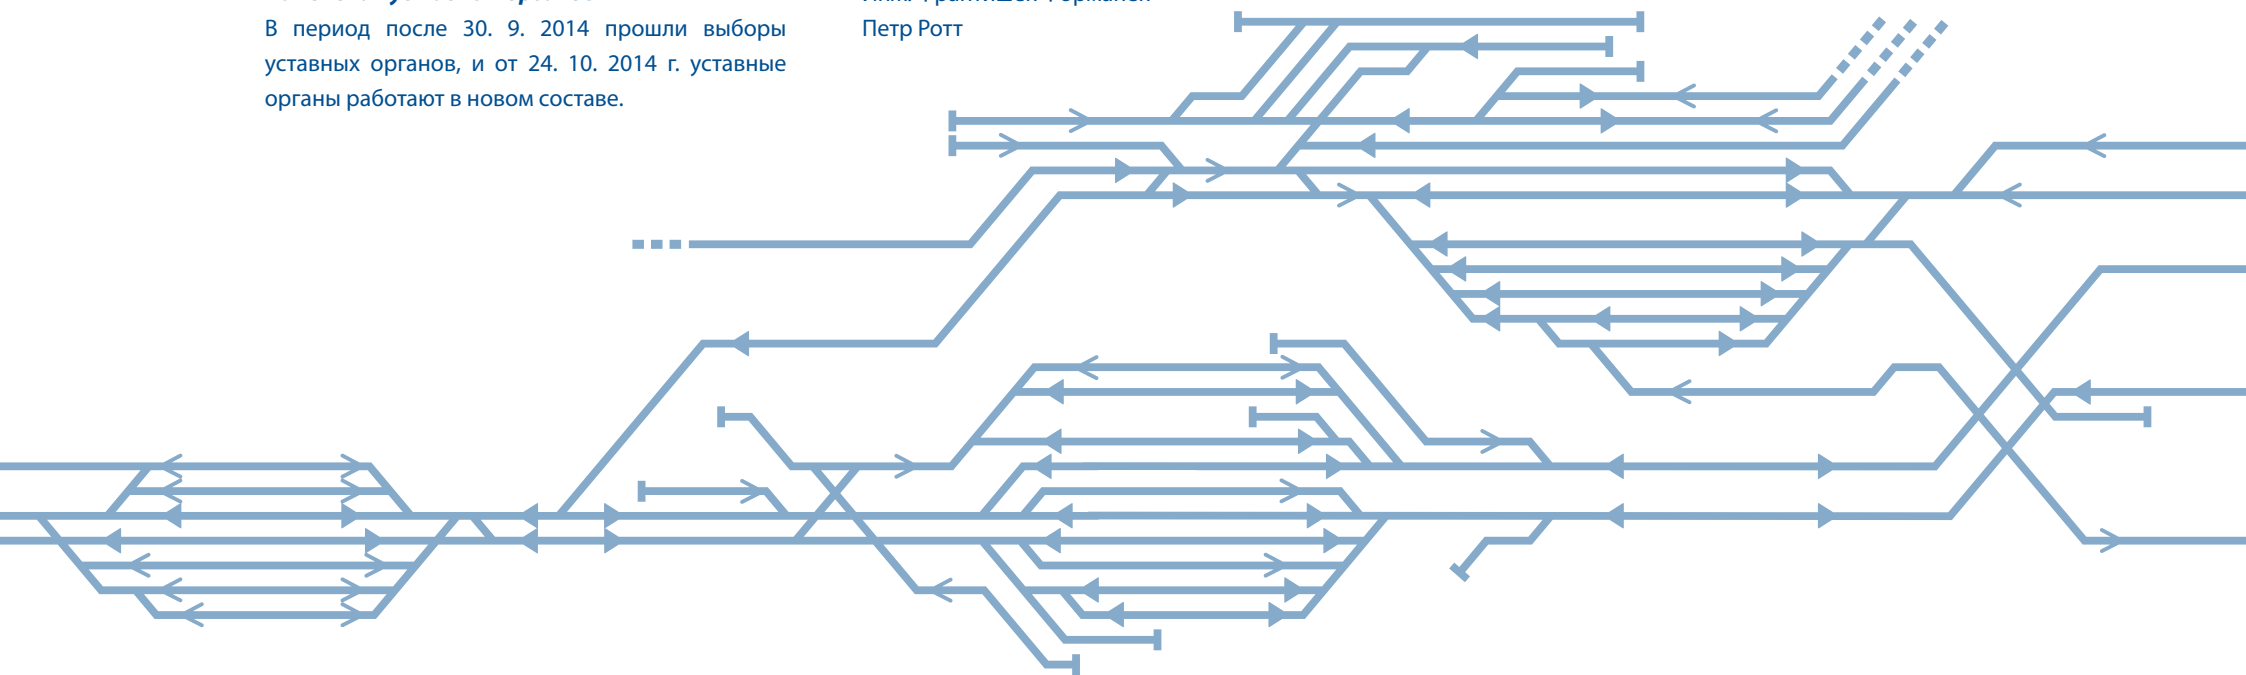 В период после 30. 9. 2014 прошли выборы
уставных органов, и от 24. 10. 2014 г. уставные
органы работают в новом составе.
Петр Ротт